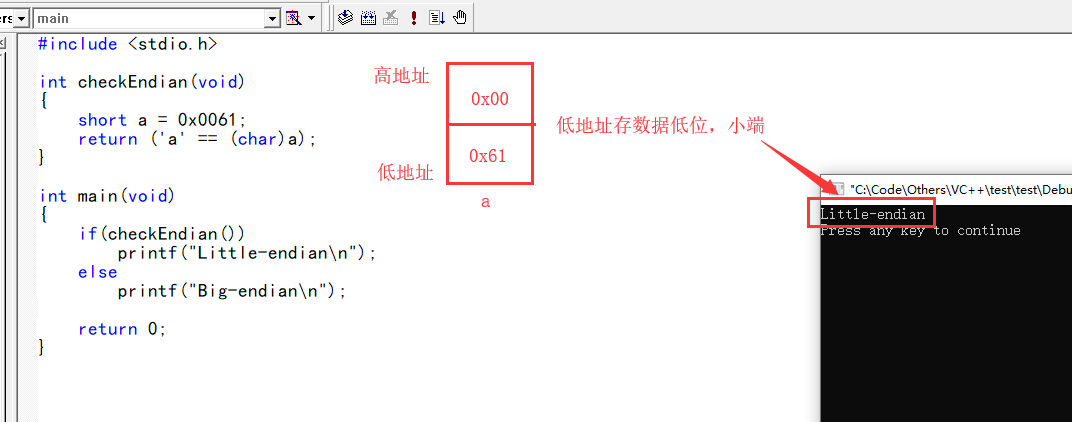 ers
main
#include <stdio.h>
int checkEndian(void)
{
short a = 0x0061;
return ('a' == (char)a);
}
int main(void)
{
if(checkEndian())
printf("Little-endian\n");
else
printf("Big-endian\n");
return 0;
}
高地址
0x00
低地址
0x61
a
低地址存数据低位，小端
"C:\Code\Others\VC++\test\test\Debu
Little-endian
Press any key to continue